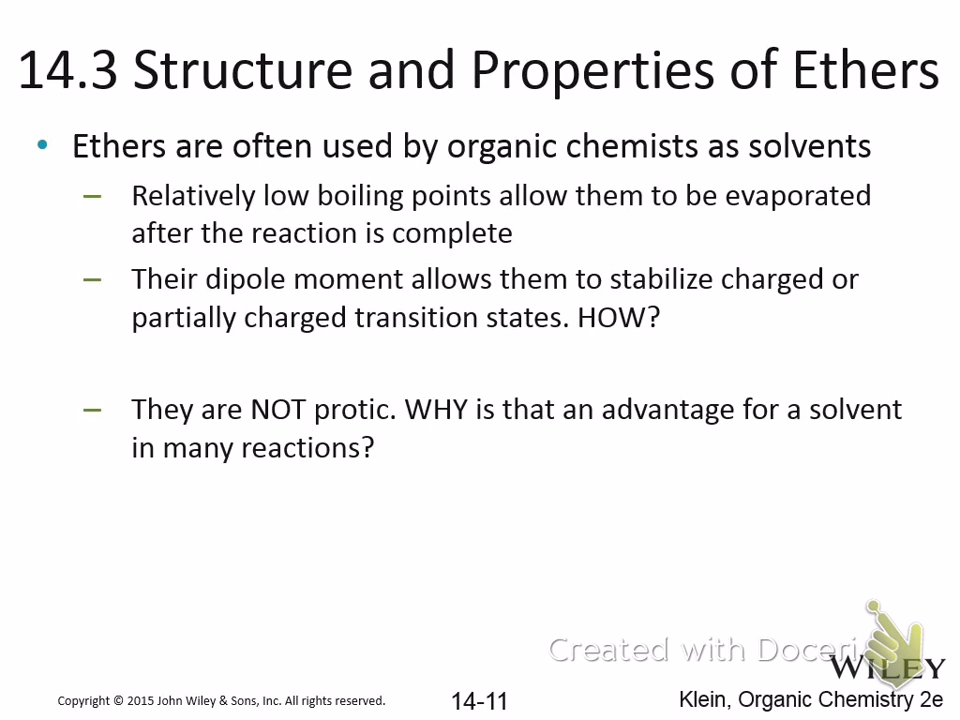 14.3 Structure and Properties of Ethers
• Ethers are often used by organic chemists as solvents
– Relatively low boiling points allow them to be evaporated
after the reaction is complete
– Their dipole moment allows them to stabilize charged or
partially charged transition states. HOW?
– They are NOT protic. WHY is that an advantage for a solvent
in many reactions?
Created with Doceri
WILEY
Copyright © 2015 John Wiley & Sons, Inc. All rights reserved.
14-11
Klein, Organic Chemistry 2e